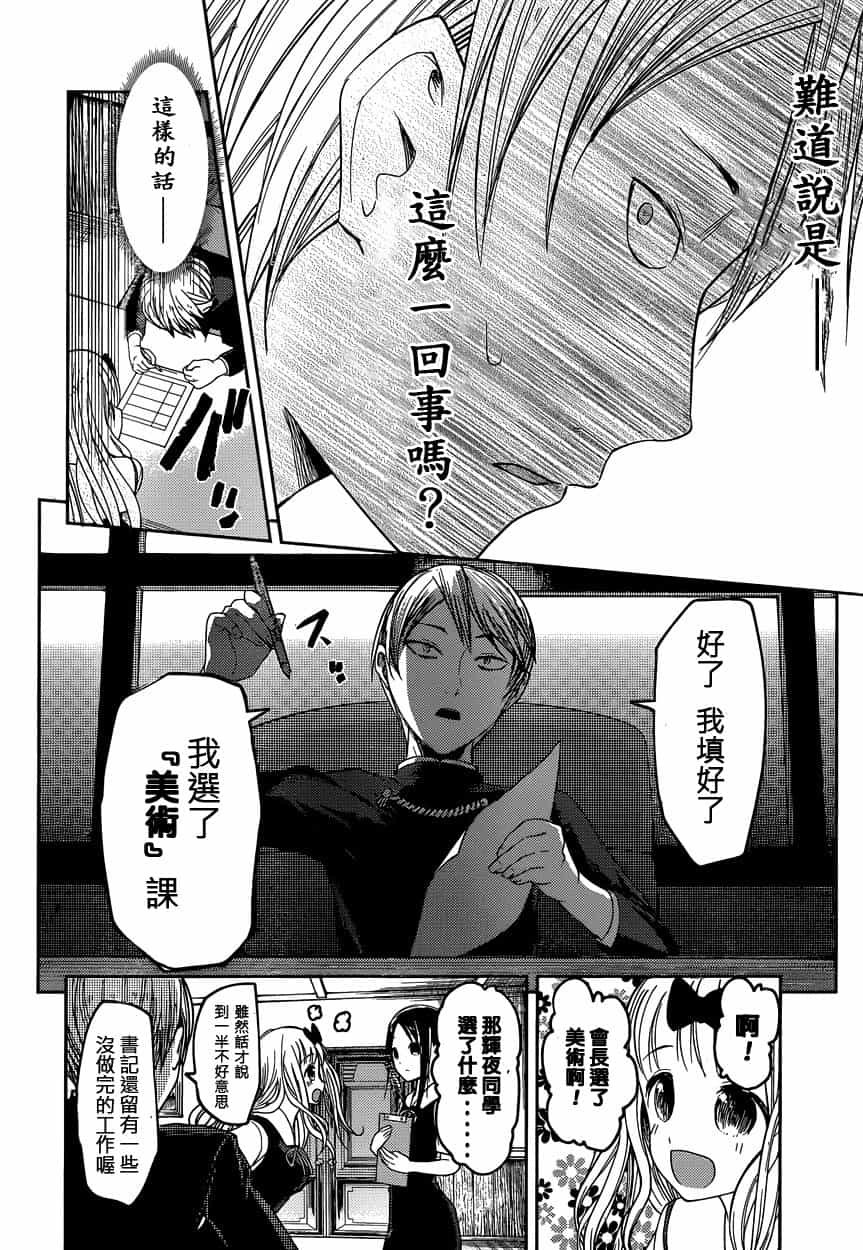 難道說是——
這麼一回事嗎？
這樣的話——
好了 我填好了
ス
我選了
『美術』課
啊！
會長選了
美術啊！
那輝夜同學
選了什麼．．．．．
雖然話才說
到一半不好意思
書記還留有一些
沒做完的工作喔